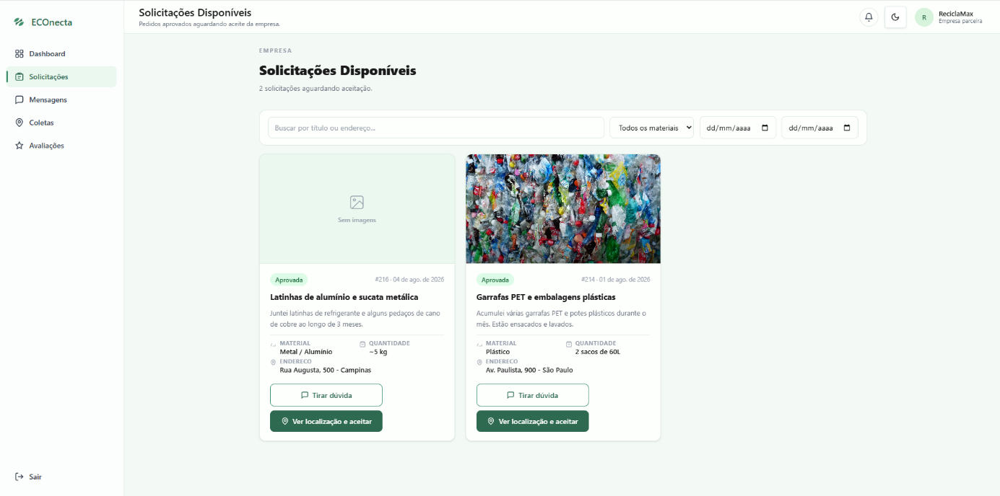 ECOnecta
Dashboard
Solicitações
Mensagens
Coletas
Avaliações
Sair
Solicitações Disponíveis
Pedidos aprovados aguardando aceite da empresa.
R
ReciclaMax
Empresa parceira
EMPRESA
Solicitações Disponíveis
2 solicitações aguardando aceitação.
Buscar por título ou endereço...
Todos os materiais
dd/mm/aaaa
dd/mm/aaaa
Sem imagens
Aprovada
#216 · 04 de ago. de 2026
Latinhas de alumínio e sucata metálica
Juntei latinhas de refrigerante e alguns pedaços de cano
de cobre ao longo de 3 meses.
MATERIAL
Metal / Alumínio
QUANTIDADE
~5 kg
ENDERECO
Rua Augusta, 500 - Campinas
Tirar dúvida
Ver localização e aceitar
Aprovada
#214 · 01 de ago. de 2026
Garrafas PET e embalagens plásticas
Acumulei várias garrafas PET e potes plásticos durante o
mês. Estão ensacados e lavados.
MATERIAL
Plástico
QUANTIDADE
2 sacos de 60L
ENDERECO
Av. Paulista, 900 - São Paulo
Tirar dúvida
Ver localização e aceitar